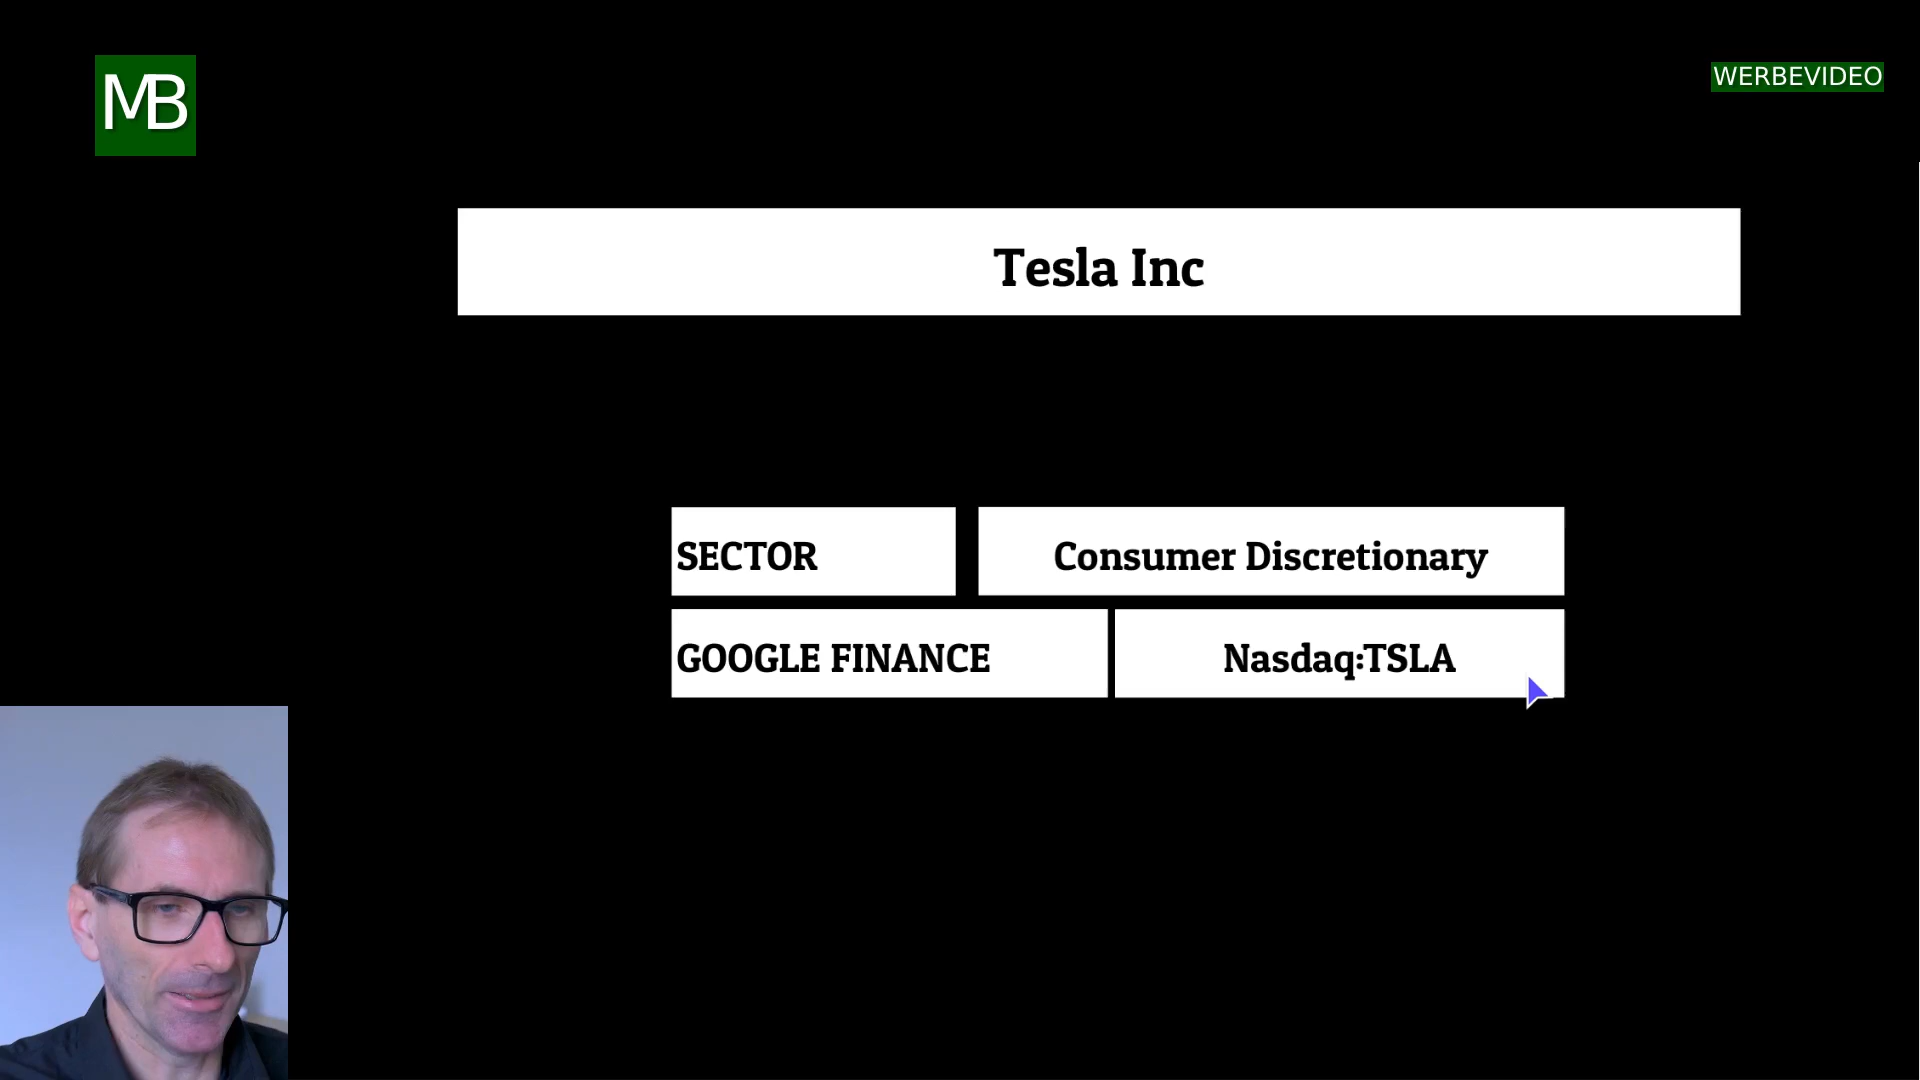 MB
WERBEVIDEO
Tesla Inc
SECTOR
Consumer Discretionary
GOOGLE FINANCE
Nasdaq:TSLA